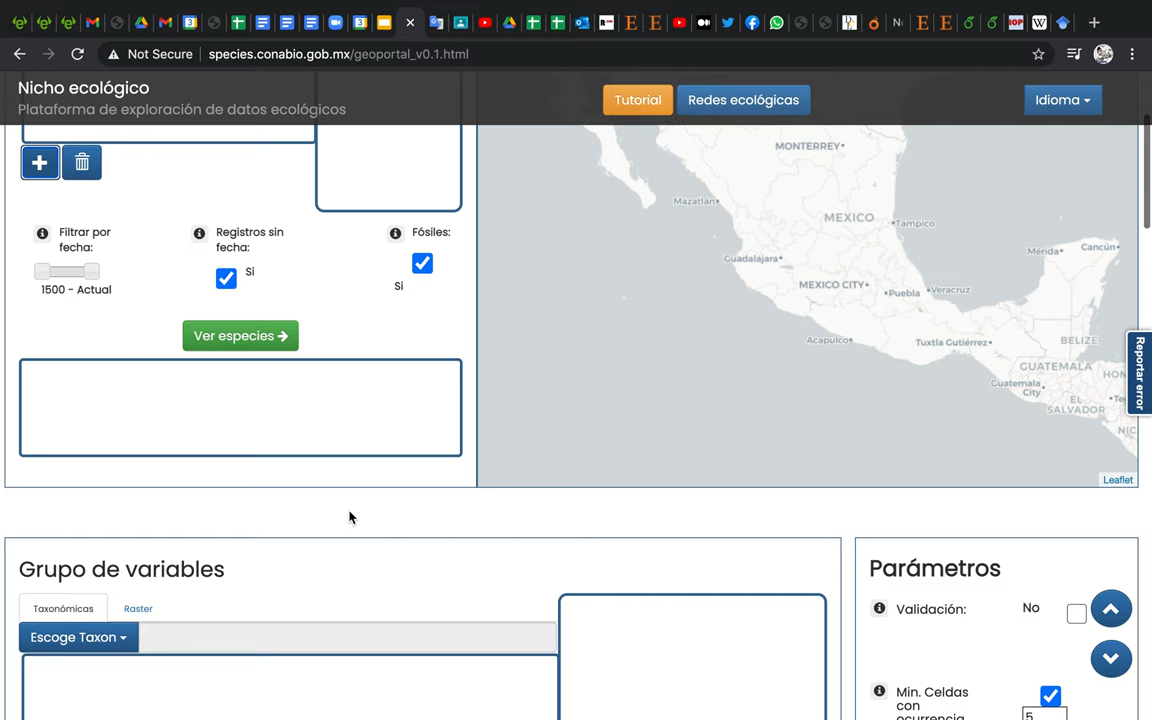 Not Secure
species.conabio.gob.mx/geoportal_v0.1.html
Nicho ecológico
Plataforma de exploración de datos ecológicos
Tutorial
Redes ecológicas
Idioma
MONTERREY
Mazatlán
MEXICO
Tampico
Guadalajara
MEXICO CITY
Puebla
Veracruz
Mérida
Cancún
Acapulco
Tuxtla Gutiérrez
BELIZE
GUATEMALA
Guatemala
City
EL
SALVADOR
Leaflet
Reportar error
Filtrar por
fecha:
1500 - Actual
Registros sin
fecha:
Si
Fósiles:
Si
Ver especies
Grupo de variables
Taxonómicas
Raster
Escoge Taxon
Parámetros
Validación:
No
Min. Celdas
con
ocurrencia
5